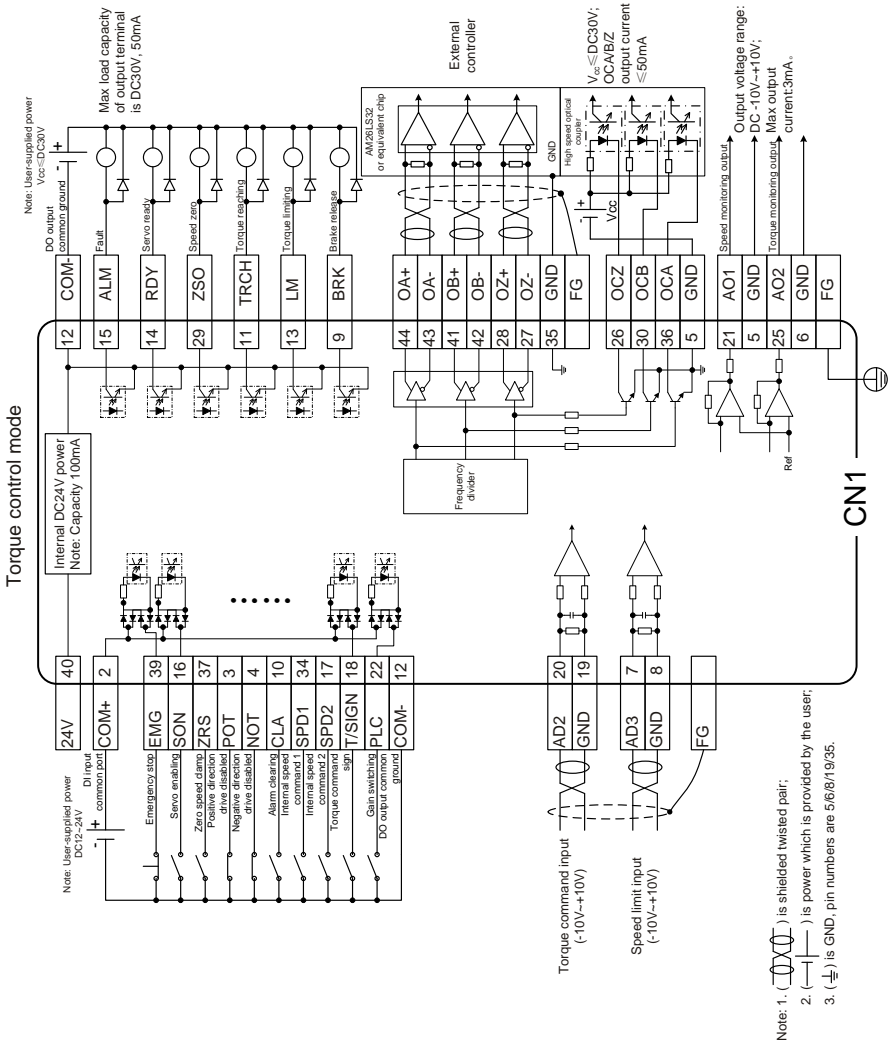 Torque control mode
Note: User-supplied power
DC12~24V
- +
DI input
common port
24V 40
COM+ 2
Emergency stop EMG 39
Servo enabling SON 16
Zero speed clamp ZRS 37
Positive direction
drive disabled POT 3
Negative direction
drive disabled NOT 4
Alarm clearing CLA 10
Internal speed
command 1 SPD1 34
Internal speed
command 2 SPD2 17
Torque command
sign T/SIGN 18
Gain switching PLC 22
DO output common
ground COM- 12
Torque command input
(-10V~+10V)
AD2 20
GND 19
Speed limit input
(-10V~+10V)
AD3 7
GND 8
FG
Internal DC24V power
Note: Capacity 100mA
Frequency
divider
Ref
CN1
Note: User-supplied power
Vcc≤DC30V
- +
DO output
common ground
12 COM-
15 ALM Fault
14 RDY Servo ready
29 ZSO Speed zero
11 TRCH Torque reaching
13 LM Torque limiting
9 BRK Brake release
Max load capacity
of output terminal
is DC30V, 50mA
44 OA+
43 OA-
41 OB+
42 OB-
28 OZ+
27 OZ-
35 GND
FG
AM26LS32
or equivalent chip
GND
External
controller
High speed optical
coupler
- +
Vcc
26 OCZ
30 OCB
36 OCA
5 GND
Vcc≤DC30V;
OCA/B/Z
output current
≤50mA
21 AO1 Speed monitoring output
5 GND
25 AO2 Torque monitoring output
6 GND
FG
Output voltage range:
DC -10V~+10V;
Max output
current:3mA。
Note: 1. ( ) is shielded twisted pair;
2. ( ) is power which is provided by the user;
3. ( ) is GND, pin numbers are 5/6/8/19/35.